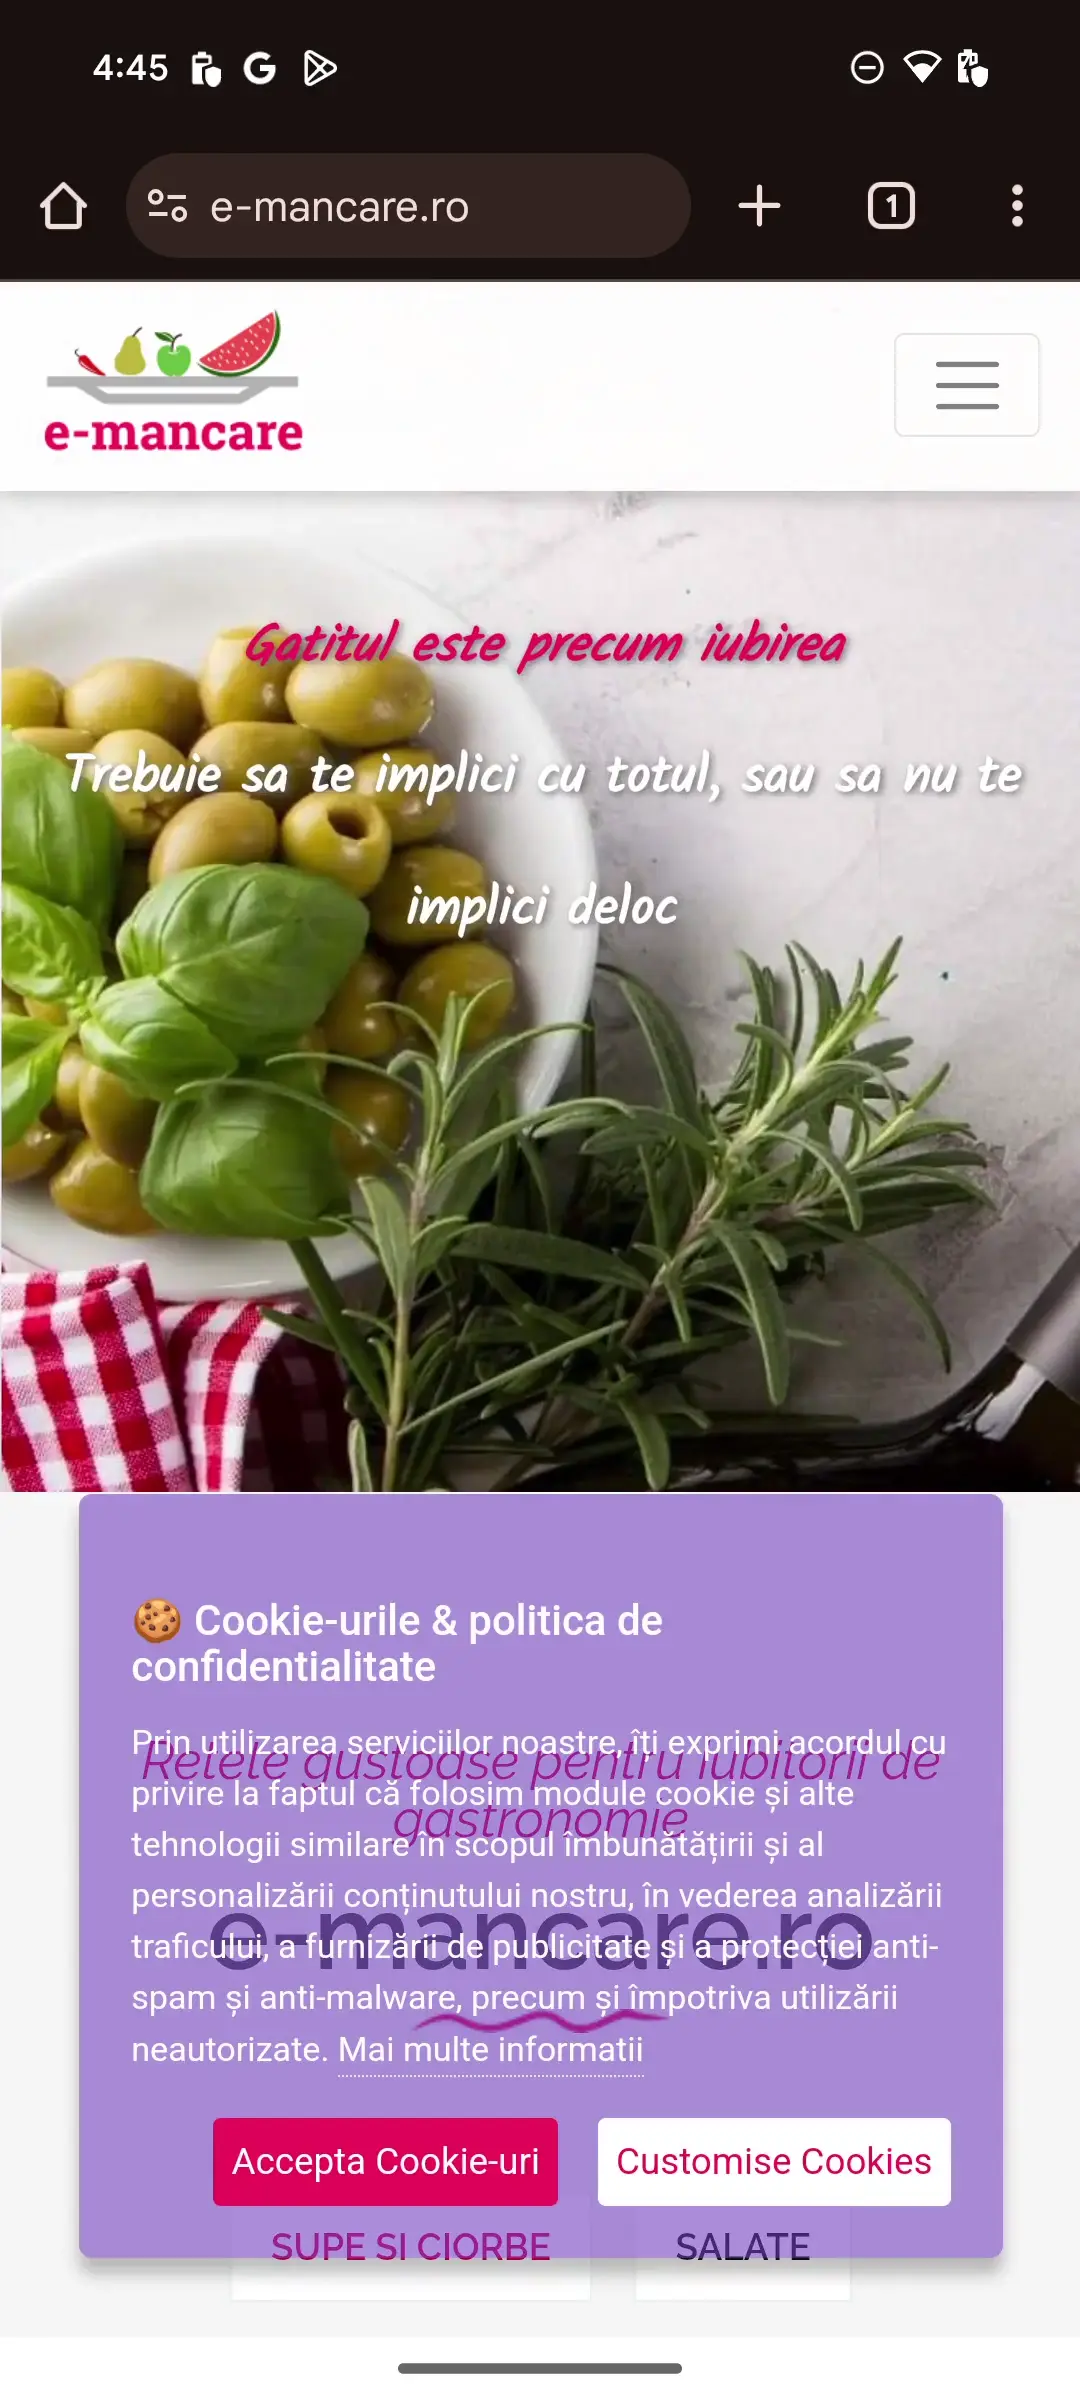 4:45
e-mancare.ro
1
e-mancare
Gatitul este precum iubirea
Trebuie sa te implici cu totul, sau sa nu te
implici deloc
🍪 Cookie-urile & politica de
confidentialitate
Prin utilizarea serviciilor noastre, îți exprimi acordul cu
Retete gustoase pentru iubitorii de
privire la faptul că folosim module cookie și alte
gastronomie
tehnologii similare în scopul îmbunătățirii și al
personalizării conținutului nostru, în vederea analizării
e-mancare.ro
traficului, a furnizării de publicitate și a protecției anti-
spam și anti-malware, precum și împotriva utilizării
neautorizate. Mai multe informatii
Accepta Cookie-uri
Customise Cookies
SUPE SI CIORBE
SALATE